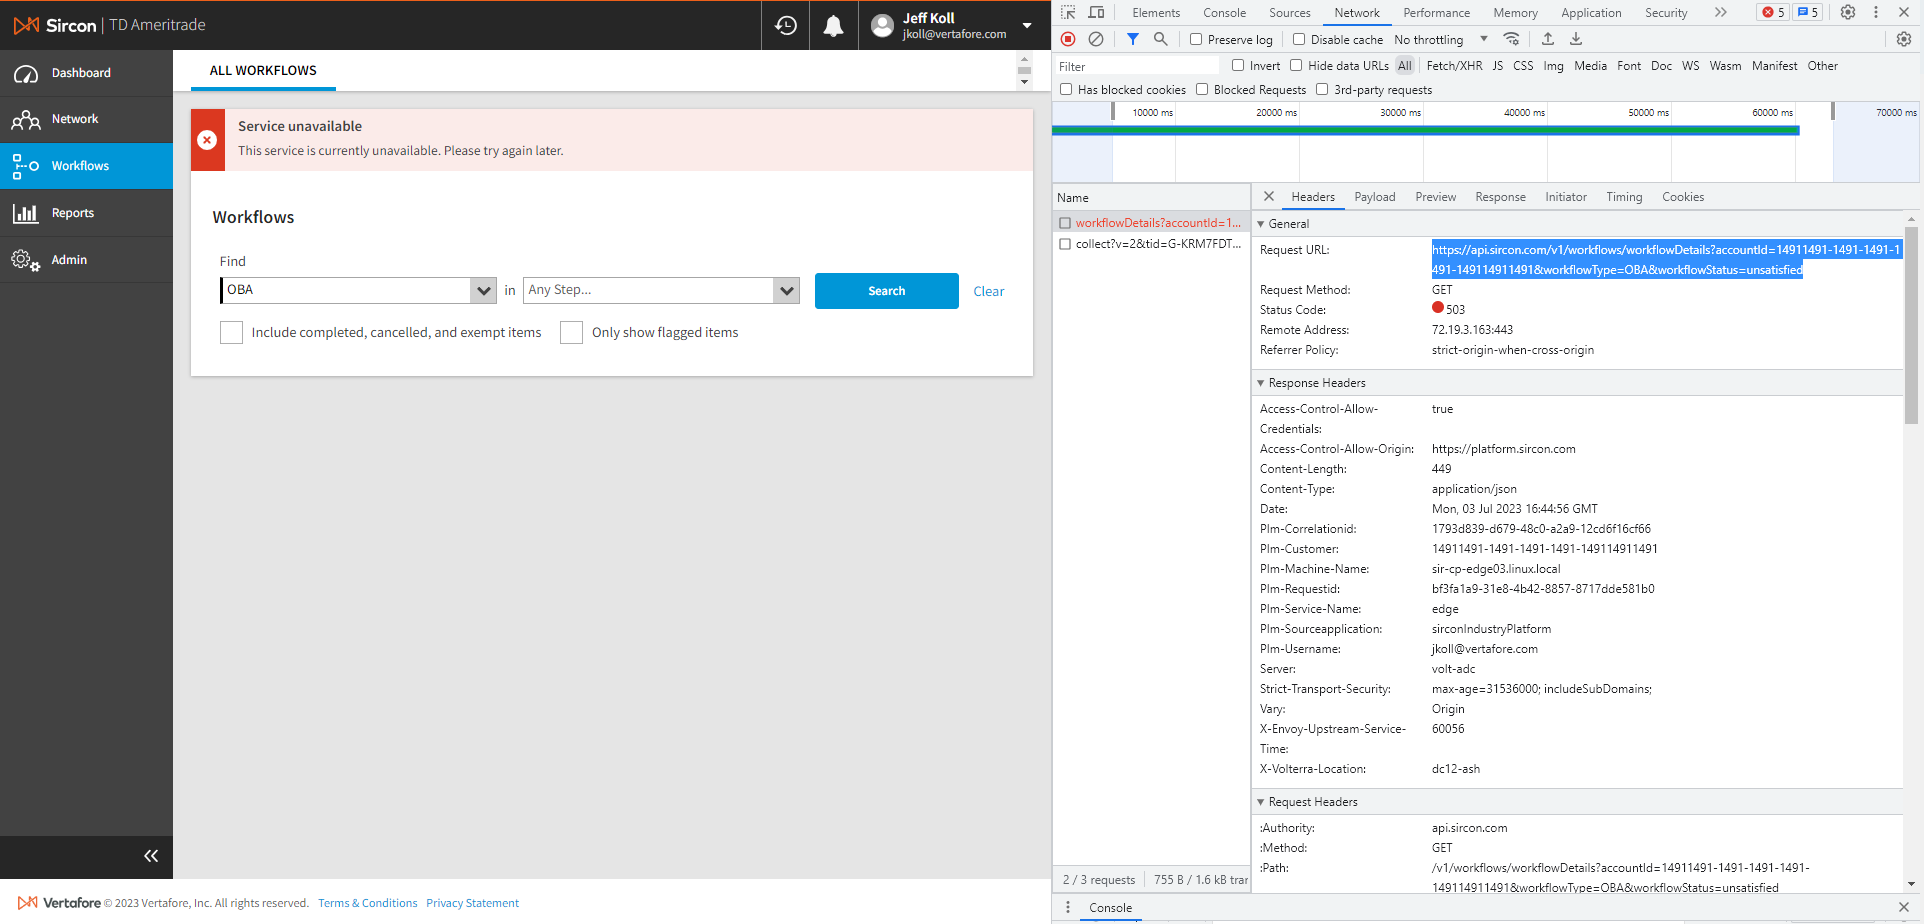 Sircon | TD Ameritrade
Jeff Koll
jkoll@vertafore.com
Dashboard
Network
Workflows
Reports
Admin
ALL WORKFLOWS
Service unavailable
This service is currently unavailable. Please try again later.
Workflows
Find
OBA in Any Step... Search Clear
Include completed, cancelled, and exempt items Only show flagged items
Vertafore © 2023 Vertafore, Inc. All rights reserved. Terms & Conditions Privacy Statement
Elements Console Sources Network Performance Memory Application Security 5 5
Preserve log Disable cache No throttling
Filter Invert Hide data URLs All Fetch/XHR JS CSS Img Media Font Doc WS Wasm Manifest Other
Has blocked cookies Blocked Requests 3rd-party requests
10000 ms 20000 ms 30000 ms 40000 ms 50000 ms 60000 ms 70000 ms
Name
workflowDetails?accountId=1...
collect?v=2&tid=G-KRM7FDT...
2 / 3 requests 755 B / 1.6 kB trar
Headers Payload Preview Response Initiator Timing Cookies
General
Request URL: https://api.sircon.com/v1/workflows/workflowDetails?accountId=14911491-1491-1491-1
491-149114911491&workflowType=OBA&workflowStatus=unsatisfied
Request Method: GET
Status Code: 503
Remote Address: 72.19.3.163:443
Referrer Policy: strict-origin-when-cross-origin
Response Headers
Access-Control-Allow- true
Credentials:
Access-Control-Allow-Origin: https://platform.sircon.com
Content-Length: 449
Content-Type: application/json
Date: Mon, 03 Jul 2023 16:44:56 GMT
Plm-Correlationid: 1793d839-d679-48c0-a2a9-12cd6f16cf66
Plm-Customer: 14911491-1491-1491-1491-149114911491
Plm-Machine-Name: sir-cp-edge03.linux.local
Plm-Requestid: bf3fa1a9-31e8-4b42-8857-8717dde581b0
Plm-Service-Name: edge
Plm-Sourceapplication: sirconIndustryPlatform
Plm-Username: jkoll@vertafore.com
Server: volt-adc
Strict-Transport-Security: max-age=31536000; includeSubDomains;
Vary: Origin
X-Envoy-Upstream-Service- 60056
Time:
X-Volterra-Location: dc12-ash
Request Headers
:Authority: api.sircon.com
:Method: GET
:Path: /v1/workflows/workflowDetails?accountId=14911491-1491-1491-1491-
149114911491&workflowType=OBA&workflowStatus=unsatisfied
Console